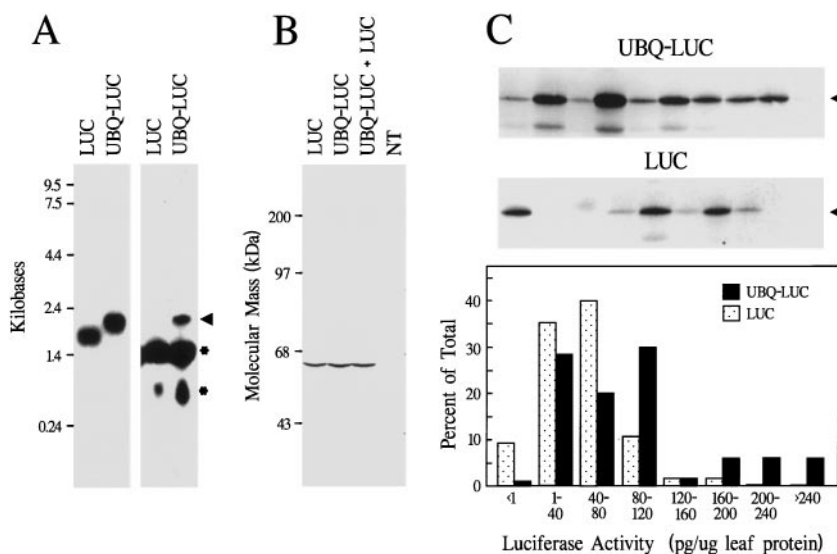 A
LUC
UBQ-LUC
LUC
UBQ-LUC
Kilobases
9.5
7.5
4.4
2.4
1.4
0.24
*
*
B
LUC
UBQ-LUC
UBQ-LUC + LUC
NT
Molecular Mass (kDa)
200
97
68
43
C
UBQ-LUC
LUC
UBQ-LUC
LUC
Percent of Total
40
30
20
10
0
<1
1-40
40-80
80-120
120-160
160-200
200-240
>240
Luciferase Activity (pg/ug leaf protein)